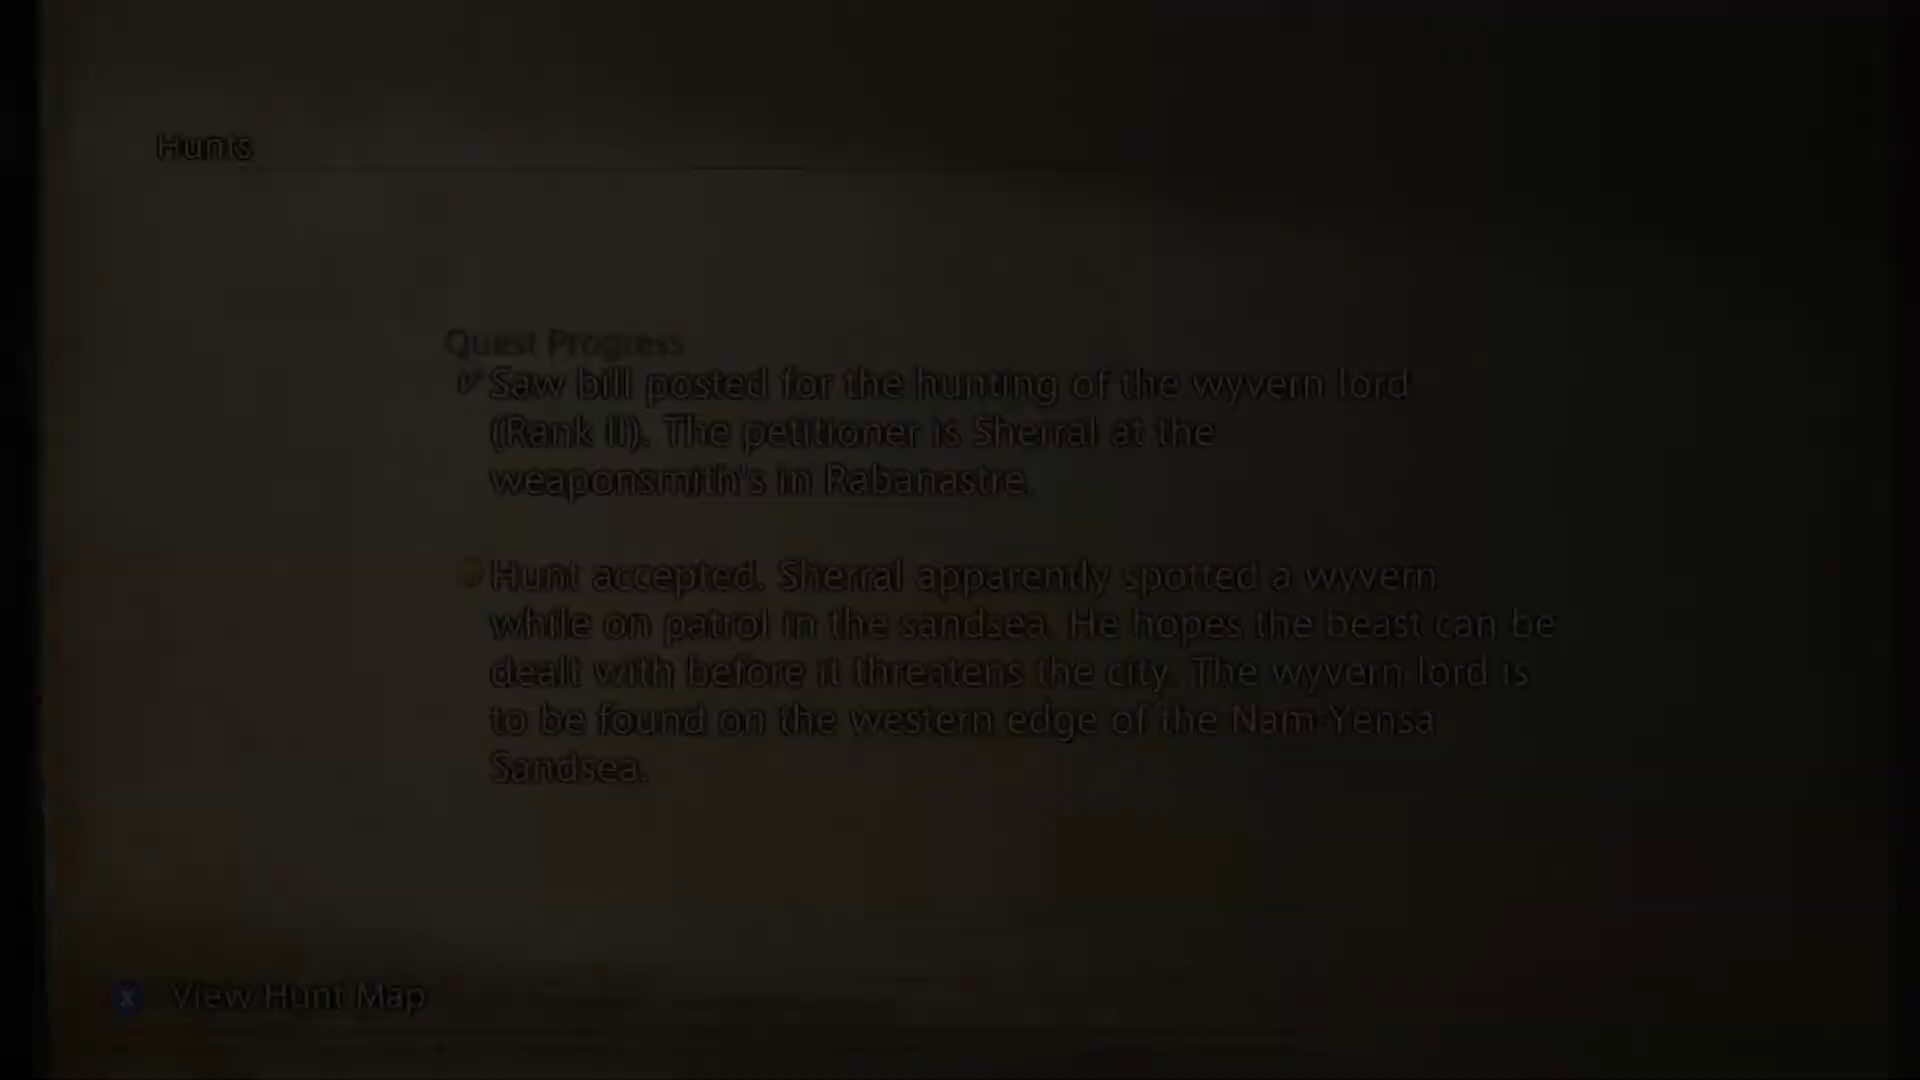 Hunts
Quest Progress
Saw bill posted for the hunting of the wyvern lord
(Rank II). The petitioner is Sherral at the
weaponsmith's in Rabanastre.
Hunt accepted. Sherral apparently spotted a wyvern
while on patrol in the sandsea. He hopes the beast can be
dealt with before it threatens the city. The wyvern lord is
to be found on the western edge of the Nam-Yensa
Sandsea.
X View Hunt Map